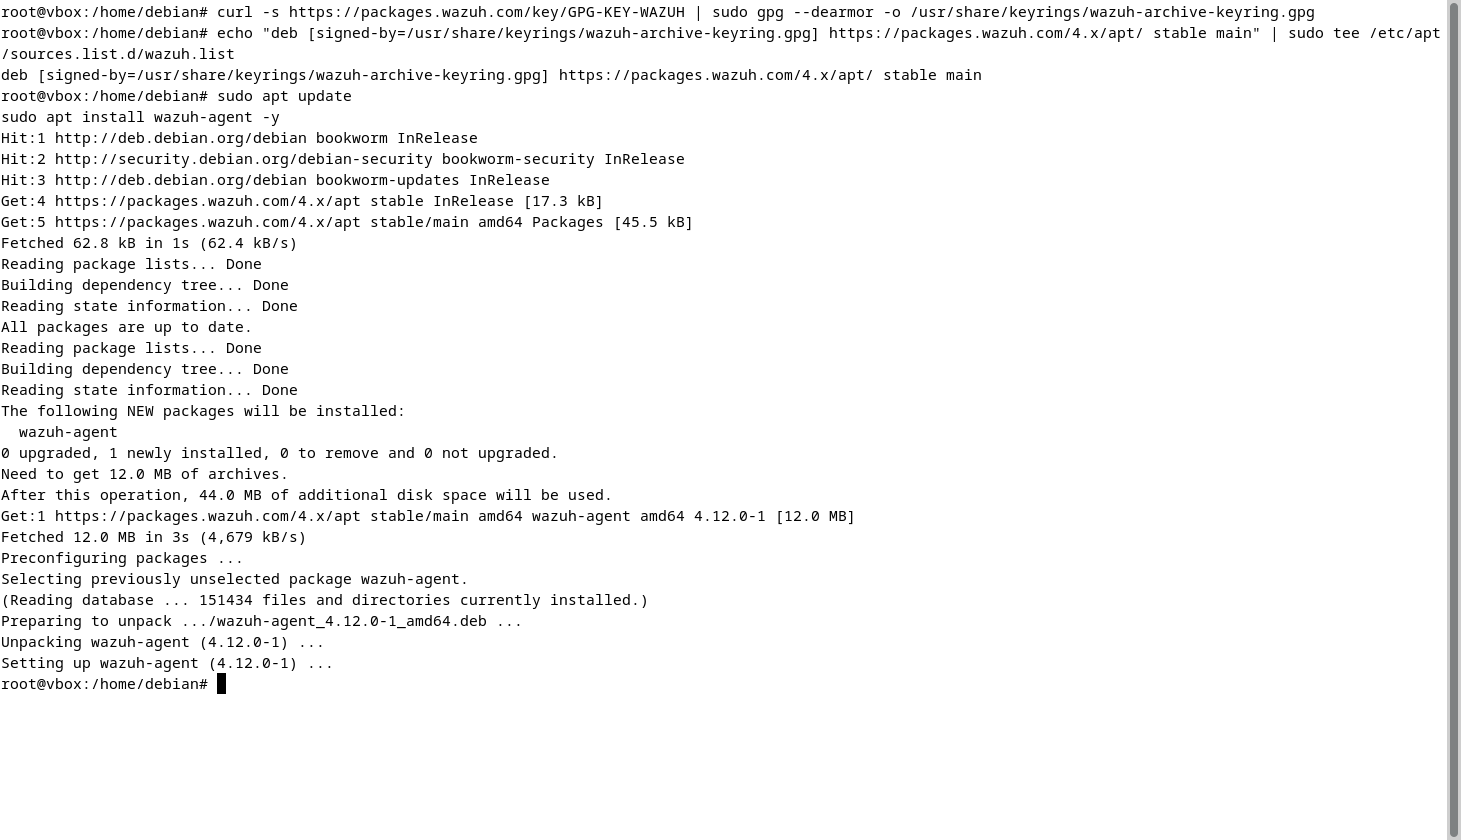 root@vbox:/home/debian# curl -s https://packages.wazuh.com/key/GPG-KEY-WAZUH | sudo gpg --dearmor -o /usr/share/keyrings/wazuh-archive-keyring.gpg
root@vbox:/home/debian# echo "deb [signed-by=/usr/share/keyrings/wazuh-archive-keyring.gpg] https://packages.wazuh.com/4.x/apt/ stable main" | sudo tee /etc/apt
/sources.list.d/wazuh.list
deb [signed-by=/usr/share/keyrings/wazuh-archive-keyring.gpg] https://packages.wazuh.com/4.x/apt/ stable main
root@vbox:/home/debian# sudo apt update
sudo apt install wazuh-agent -y
Hit:1 http://deb.debian.org/debian bookworm InRelease
Hit:2 http://security.debian.org/debian-security bookworm-security InRelease
Hit:3 http://deb.debian.org/debian bookworm-updates InRelease
Get:4 https://packages.wazuh.com/4.x/apt stable InRelease [17.3 kB]
Get:5 https://packages.wazuh.com/4.x/apt stable/main amd64 Packages [45.5 kB]
Fetched 62.8 kB in 1s (62.4 kB/s)
Reading package lists... Done
Building dependency tree... Done
Reading state information... Done
All packages are up to date.
Reading package lists... Done
Building dependency tree... Done
Reading state information... Done
The following NEW packages will be installed:
  wazuh-agent
0 upgraded, 1 newly installed, 0 to remove and 0 not upgraded.
Need to get 12.0 MB of archives.
After this operation, 44.0 MB of additional disk space will be used.
Get:1 https://packages.wazuh.com/4.x/apt stable/main amd64 wazuh-agent amd64 4.12.0-1 [12.0 MB]
Fetched 12.0 MB in 3s (4,679 kB/s)
Preconfiguring packages ...
Selecting previously unselected package wazuh-agent.
(Reading database ... 151434 files and directories currently installed.)
Preparing to unpack .../wazuh-agent_4.12.0-1_amd64.deb ...
Unpacking wazuh-agent (4.12.0-1) ...
Setting up wazuh-agent (4.12.0-1) ...
root@vbox:/home/debian#